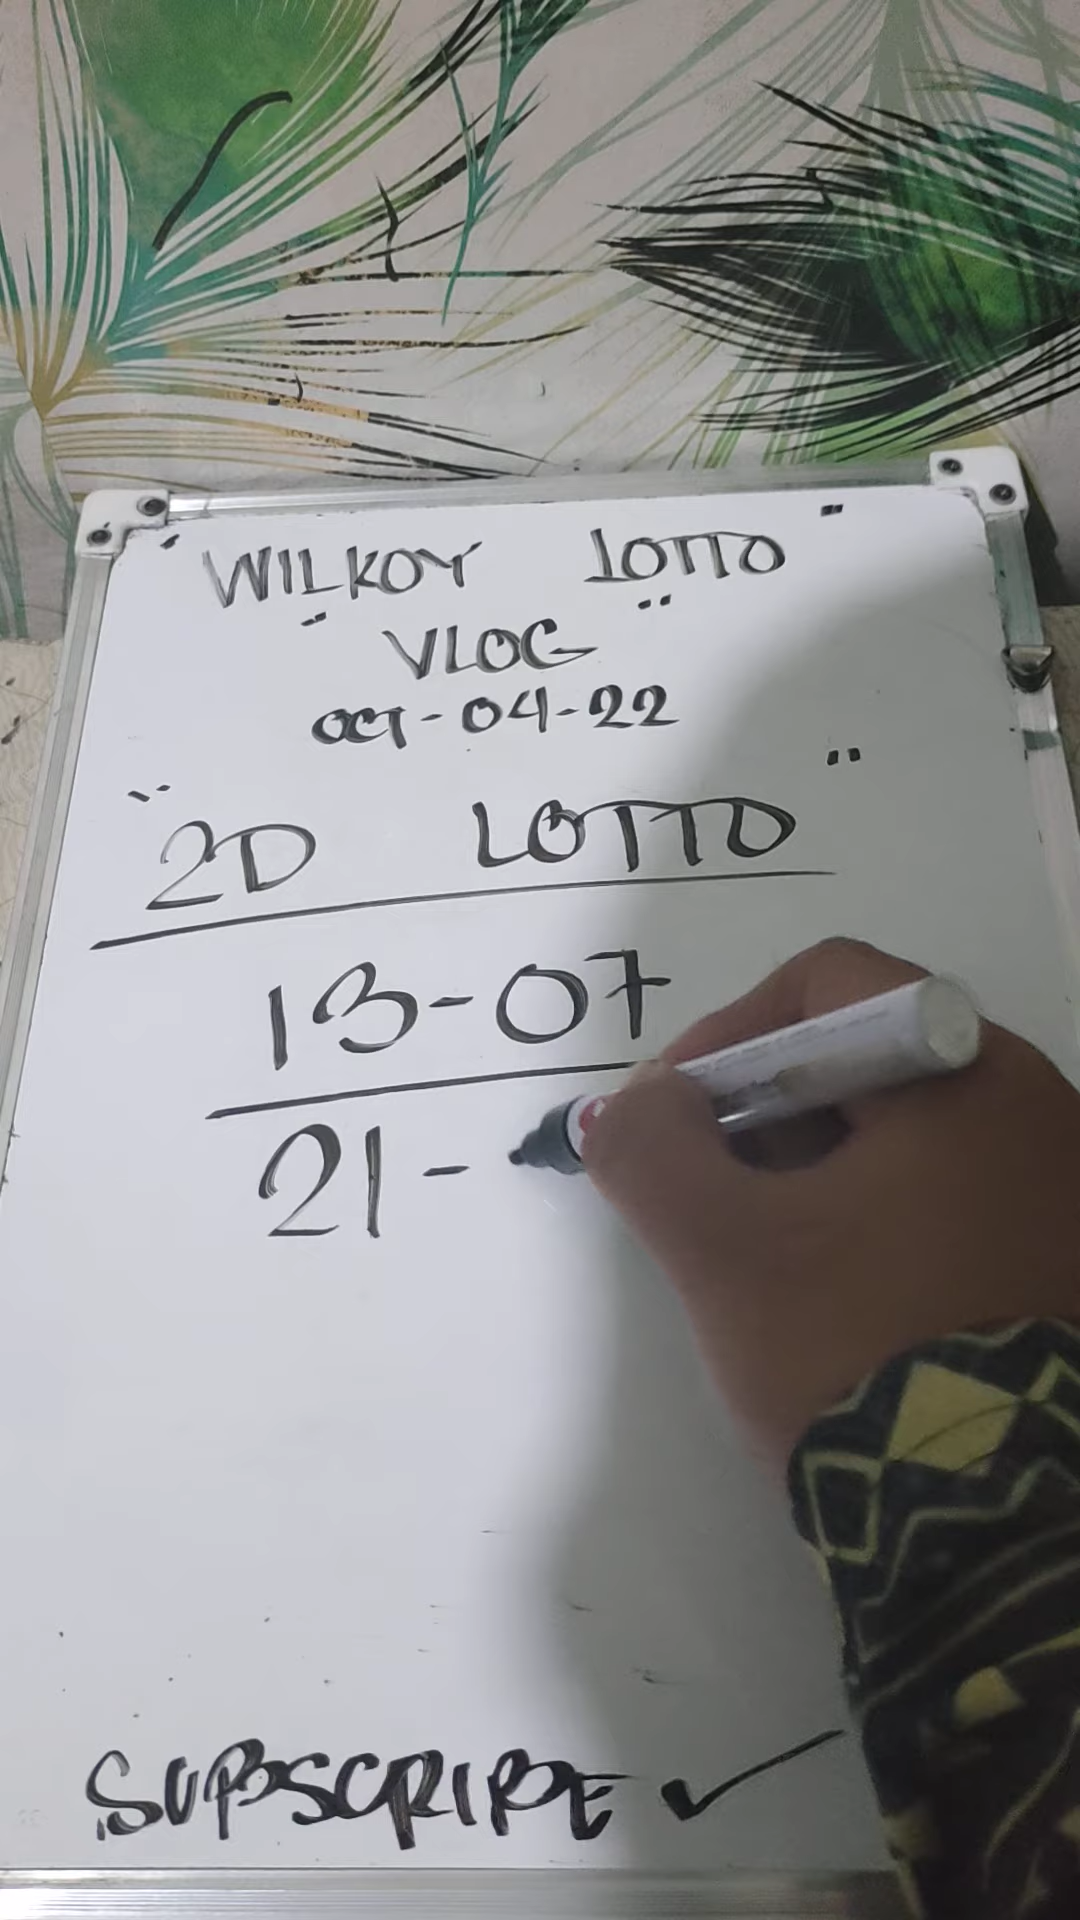 " WILKOY LOTTO "
" VLOG "
OCT-04-22
" 2D LOTTO "
13-07
21-
SUBSCRIBE ✓